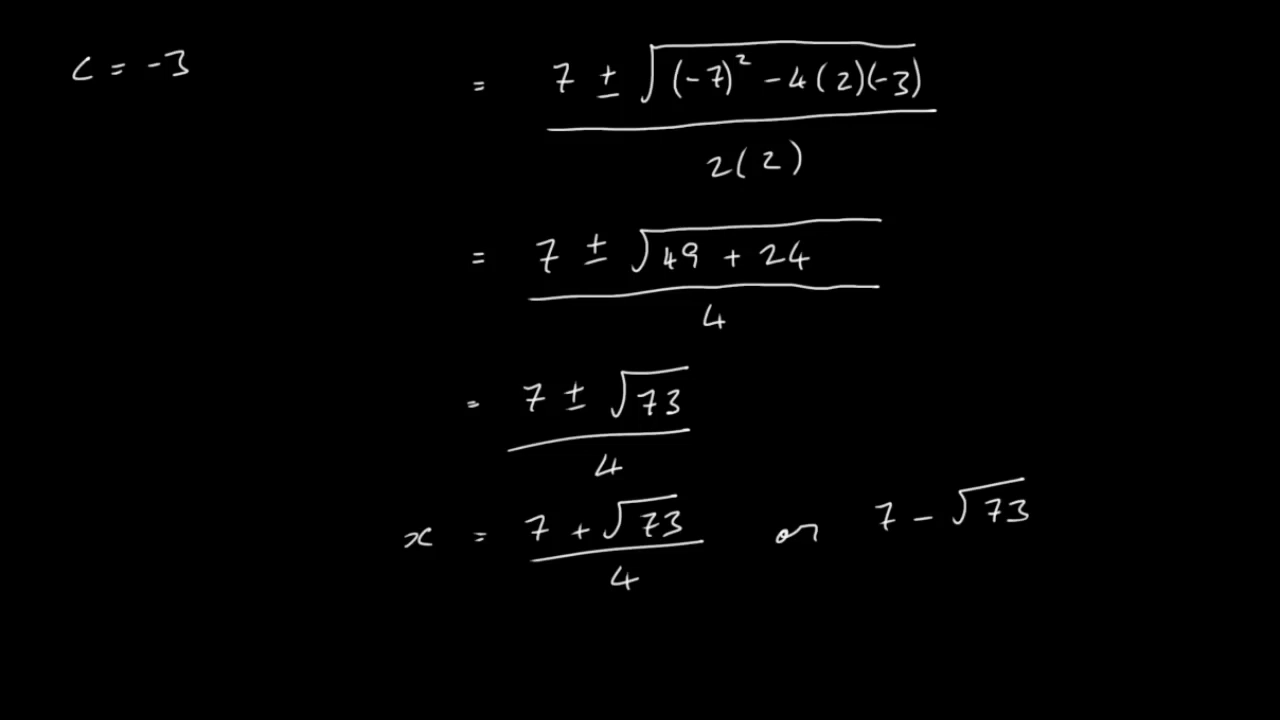 c = -3
= (7 ± √((-7)² - 4(2)(-3))) / 2(2)
= (7 ± √(49 + 24)) / 4
= (7 ± √73) / 4
x = (7 + √73) / 4 or 7 - √73